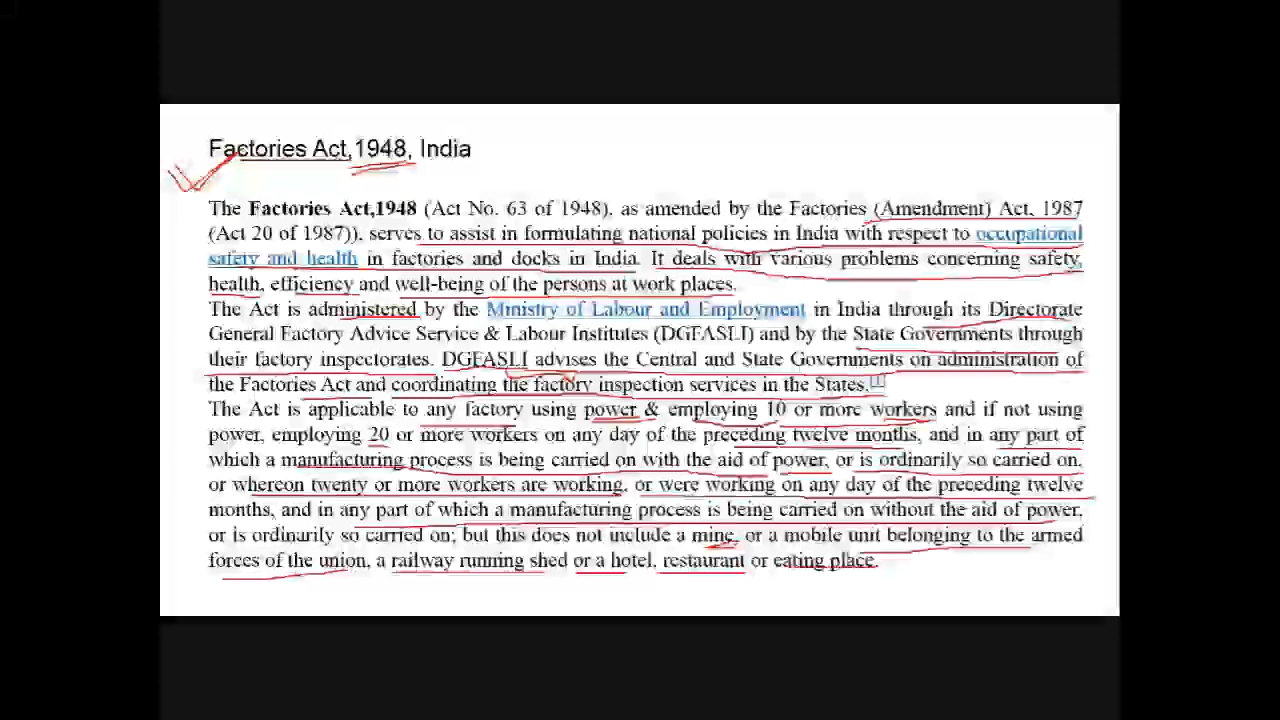 Factories Act,1948, India
The Factories Act,1948 (Act No. 63 of 1948), as amended by the Factories (Amendment) Act, 1987
(Act 20 of 1987)), serves to assist in formulating national policies in India with respect to occupational
safety and health in factories and docks in India. It deals with various problems concerning safety,
health, efficiency and well-being of the persons at work places.
The Act is administered by the Ministry of Labour and Employment in India through its Directorate
General Factory Advice Service & Labour Institutes (DGFASLI) and by the State Governments through
their factory inspectorates. DGFASLI advises the Central and State Governments on administration of
the Factories Act and coordinating the factory inspection services in the States.[1]
The Act is applicable to any factory using power & employing 10 or more workers and if not using
power, employing 20 or more workers on any day of the preceding twelve months, and in any part of
which a manufacturing process is being carried on with the aid of power, or is ordinarily so carried on,
or whereon twenty or more workers are working, or were working on any day of the preceding twelve
months, and in any part of which a manufacturing process is being carried on without the aid of power,
or is ordinarily so carried on; but this does not include a mine, or a mobile unit belonging to the armed
forces of the union, a railway running shed or a hotel, restaurant or eating place.